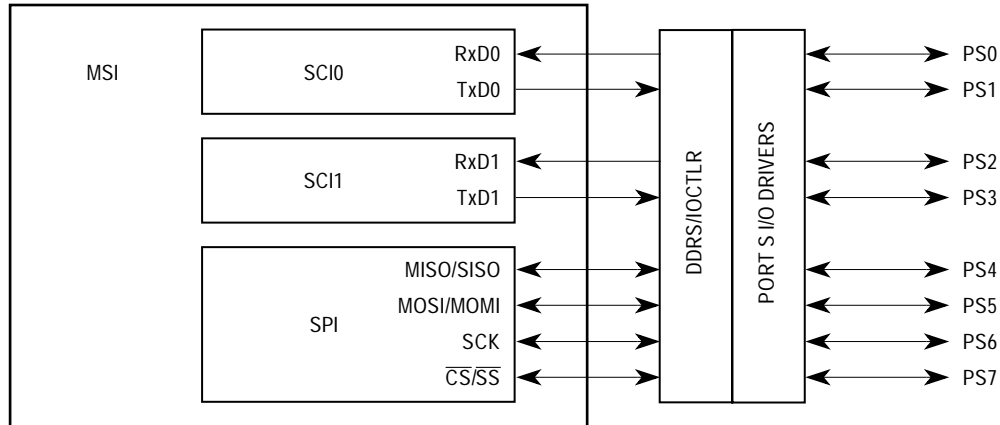 MSI
SCI0
RxD0
TxD0
SCI1
RxD1
TxD1
SPI
MISO/SISO
MOSI/MOMI
SCK
CS/SS
DDRS/IOCTLR
PORT S I/O DRIVERS
PS0
PS1
PS2
PS3
PS4
PS5
PS6
PS7